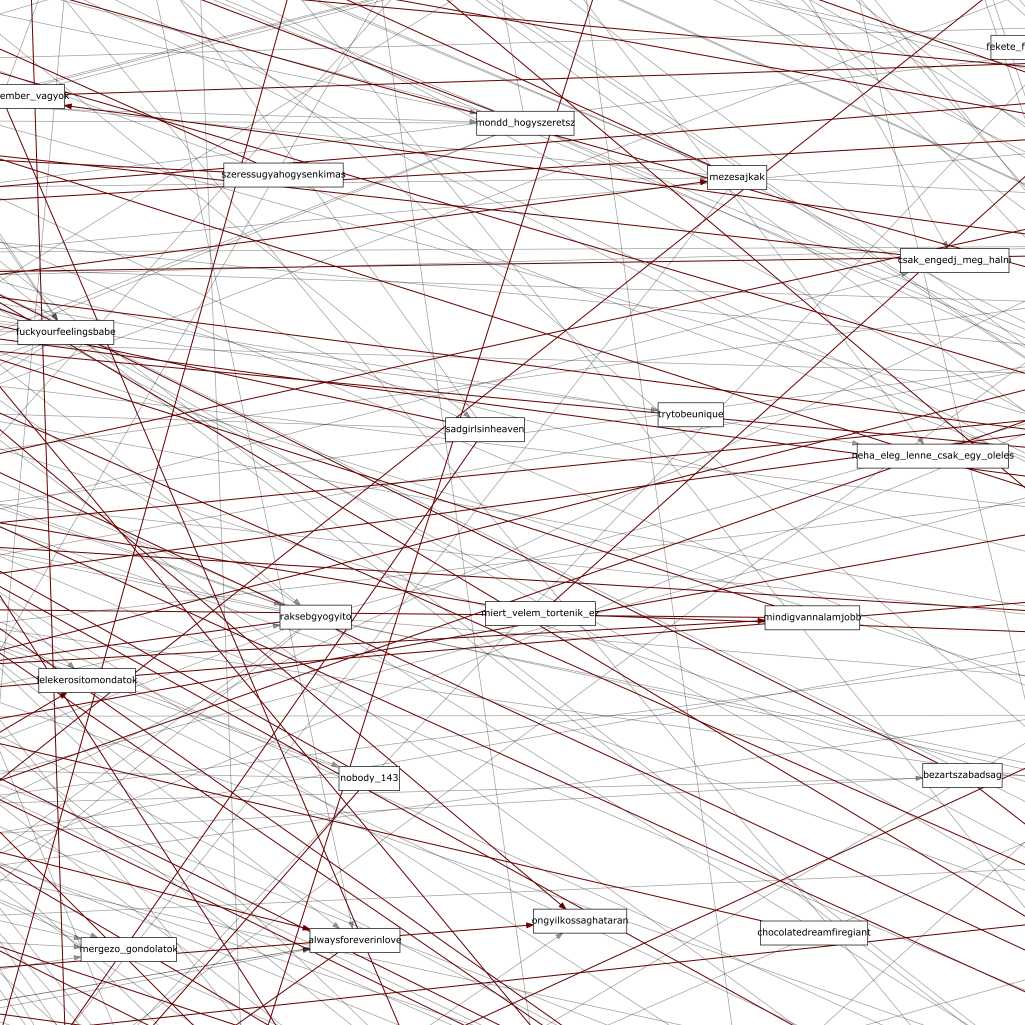 fekete_f
ember_vagyok
mondd_hogyszeretsz
szeressugyahogysenkimas
mezesajkak
csak_engedj_meg_halni
fuckyourfeelingsbabe
trytobeunique
sadgirlsinheaven
neha_eleg_lenne_csak_egy_oleles
raksebgyogyito
miert_velem_tortenik_ez
mindigvannalamjobb
lelekerositomondatok
nobody_143
bezartszabadsag
ongyilkossaghataran
chocolatedreamfiregiant
alwaysforeverinlove
mergezo_gondolatok